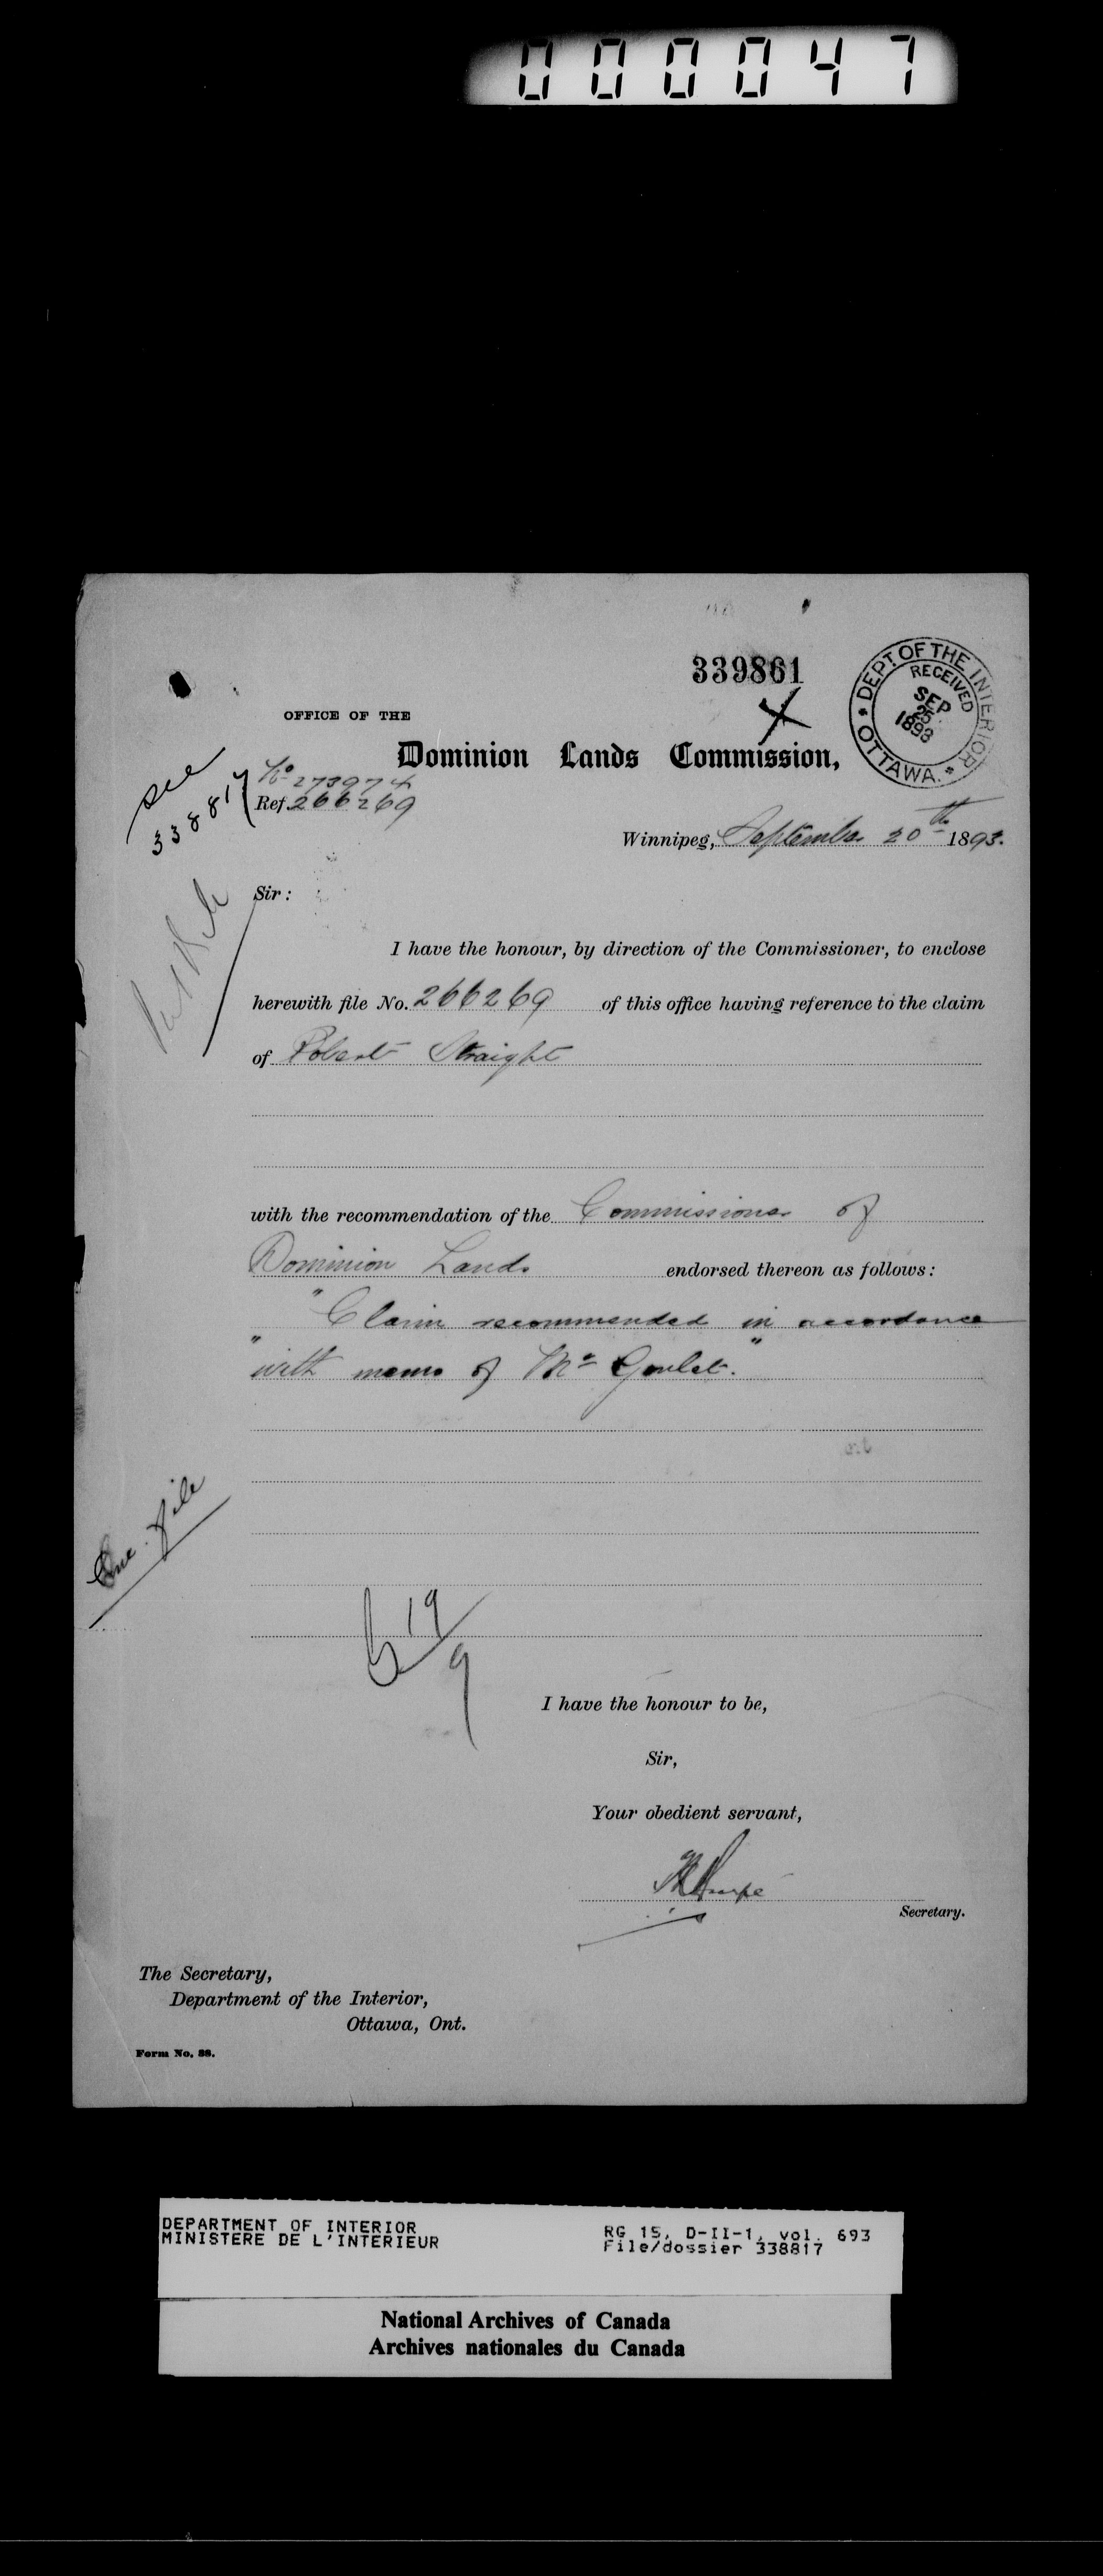 000047
339861
DEPT OF THE INTERIOR
RECEIVED
SEP
25
1893
OTTAWA.
OFFICE OF THE
Dominion Lands Commission,
see
338817
No 273974
Ref. 266269
Winnipeg, September 20th 1893.
Sir:
I have the honour, by direction of the Commissioner, to enclose
herewith file No. 266269 of this office having reference to the claim
of Robert Straight
with the recommendation of the Commissioner of
Dominion Lands endorsed thereon as follows:
"Claim recommended in accordance
"with memo of Mr Goulet."
One file
19
9
I have the honour to be,
Sir,
Your obedient servant,
Secretary.
The Secretary,
Department of the Interior,
Ottawa, Ont.
Form No. 88.
DEPARTMENT OF INTERIOR
MINISTERE DE L'INTERIEUR
RG 15, D-II-1, vol. 693
File/dossier 338817
National Archives of Canada
Archives nationales du Canada